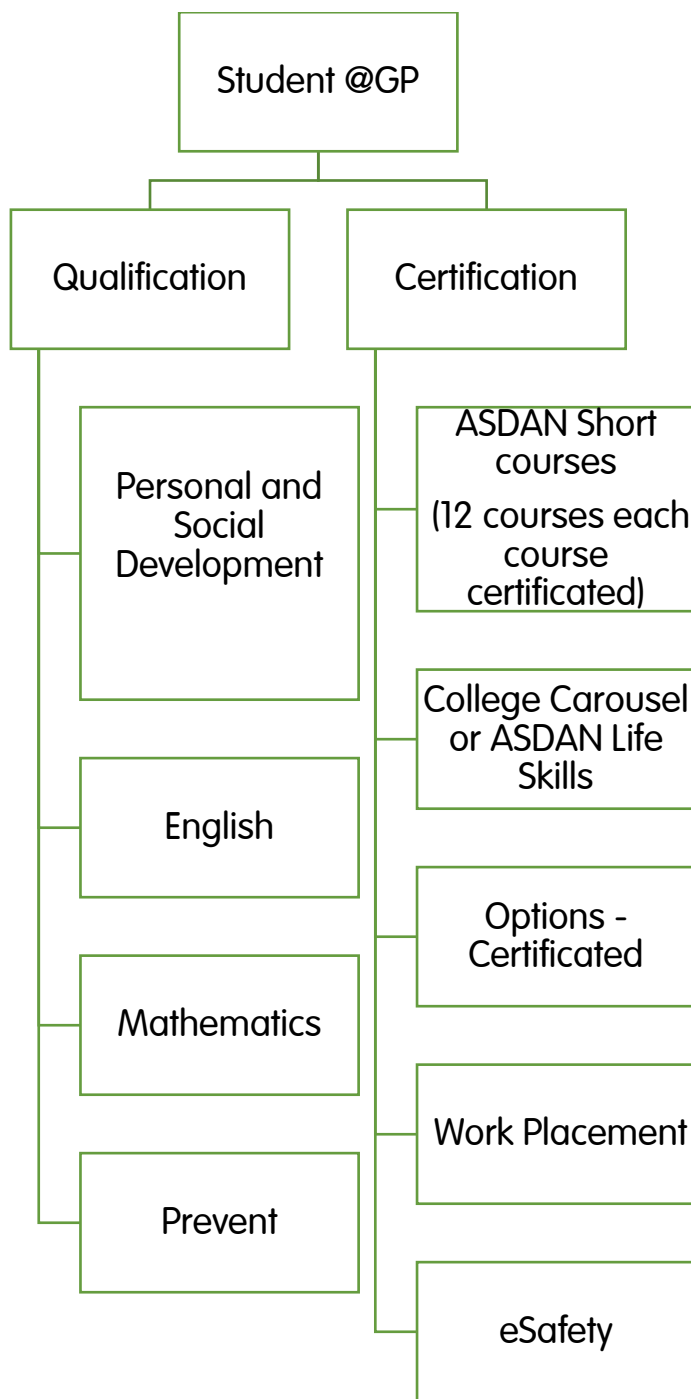 Student @GP
Qualification
Certification
Personal and
Social
Development
English
Mathematics
Prevent
ASDAN Short
courses
(12 courses each
course
certificated)
College Carousel
or ASDAN Life
Skills
Options -
Certificated
Work Placement
eSafety